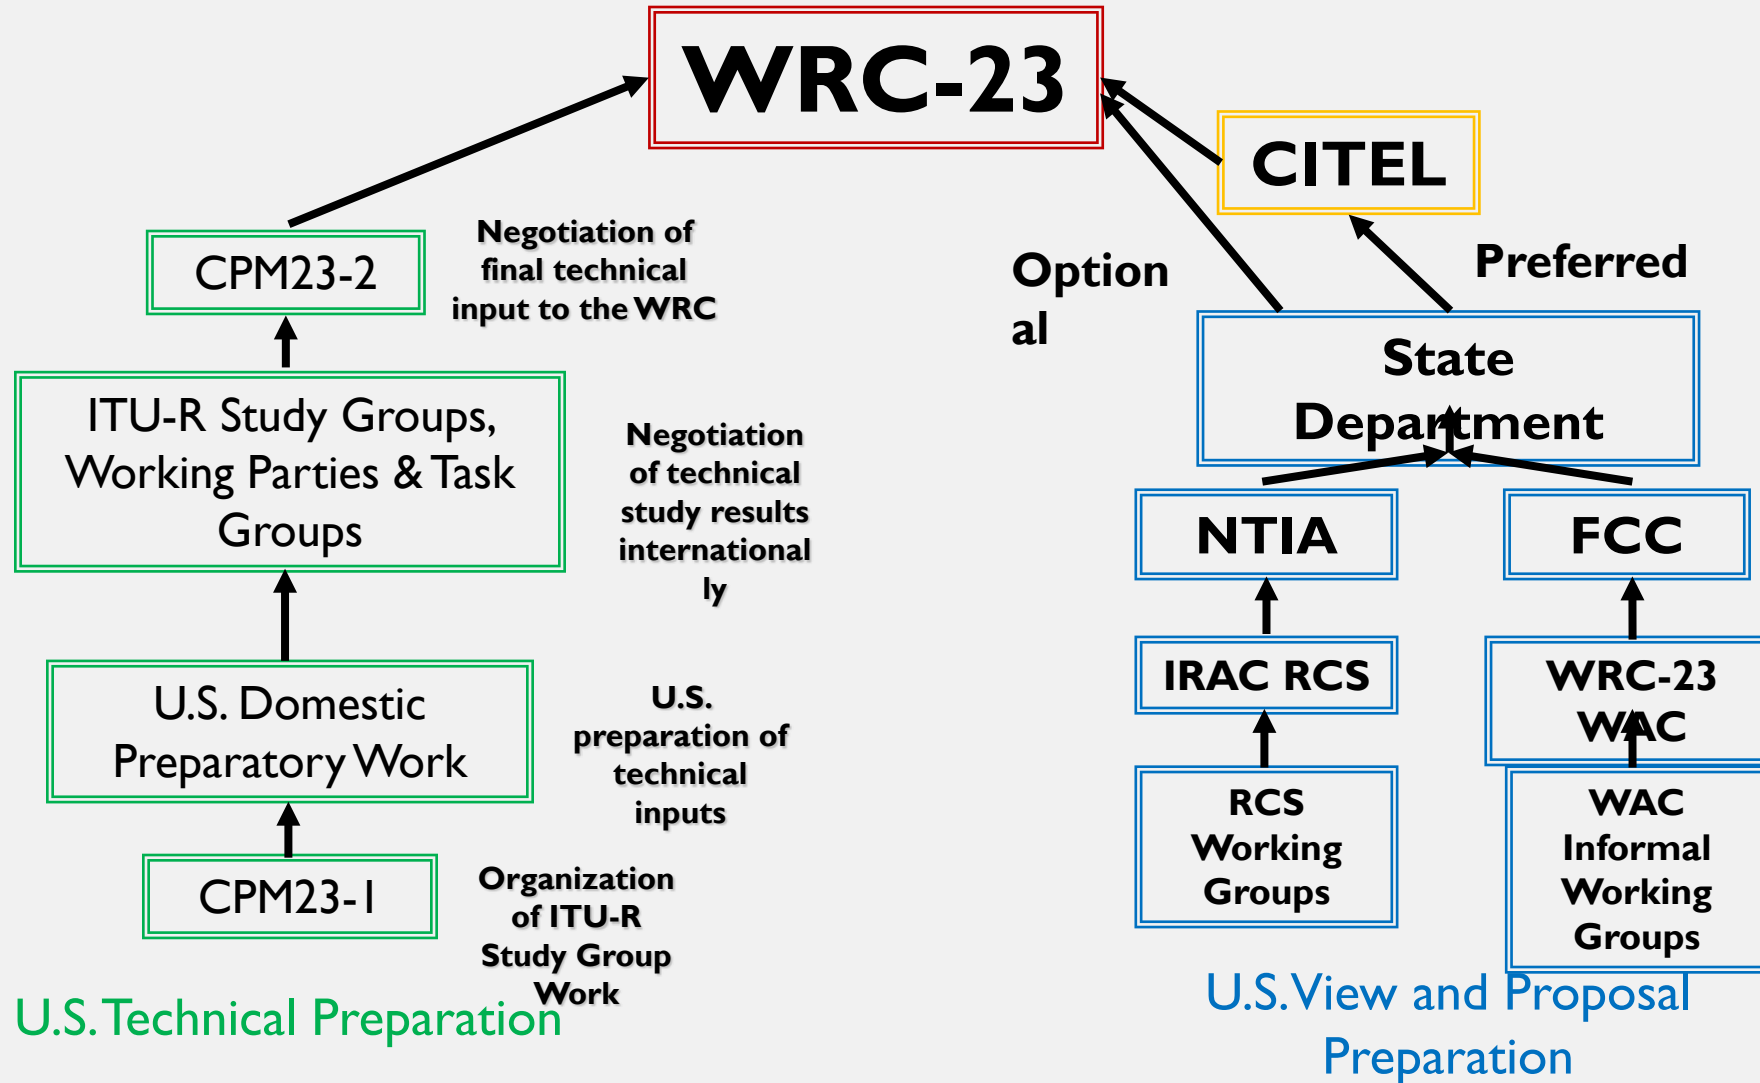 WRC-23
CITEL
CPM23-2
Negotiation of
final technical
input to the WRC
Option
al
Preferred
State
Department
ITU-R Study Groups,
Working Parties & Task
Groups
Negotiation
of technical
study results
international
ly
NTIA
FCC
U.S. Domestic
Preparatory Work
U.S.
preparation of
technical
inputs
IRAC RCS
WRC-23
WAC
RCS
Working
Groups
WAC
Informal
Working
Groups
CPM23-1
Organization
of ITU-R
Study Group
Work
U.S. Technical Preparation
U.S. View and Proposal
Preparation